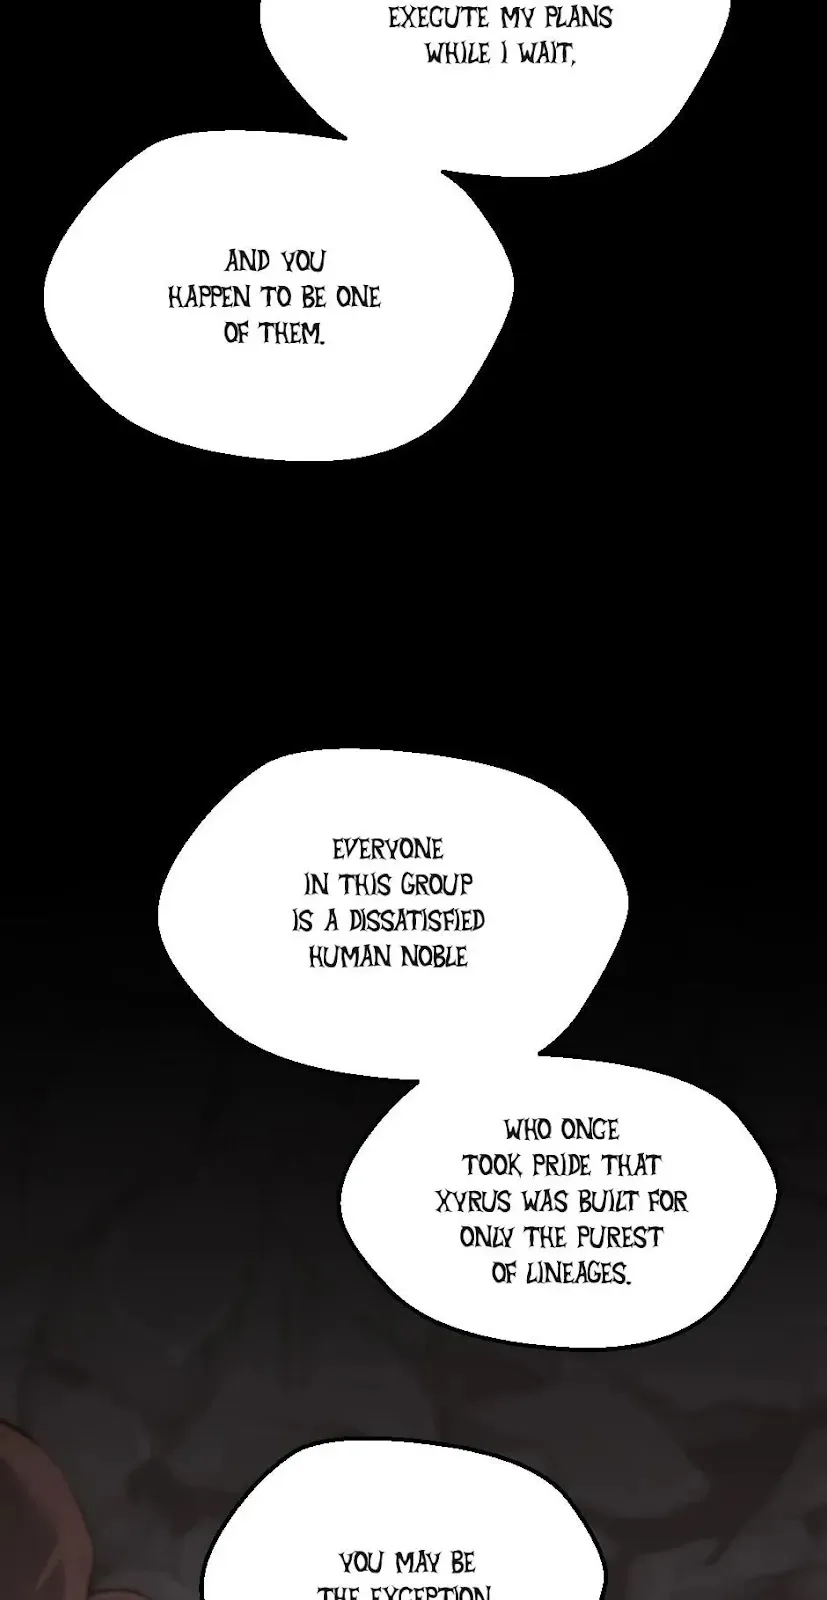 EXECUTE MY PLANS
WHILE I WAIT,
AND YOU
HAPPEN TO BE ONE
OF THEM.
EVERYONE
IN THIS GROUP
IS A DISSATISFIED
HUMAN NOBLE
WHO ONCE
TOOK PRIDE THAT
XYRUS WAS BUILT FOR
ONLY THE PUREST
OF LINEAGES.
YOU MAY BE
THE EXCEPTION